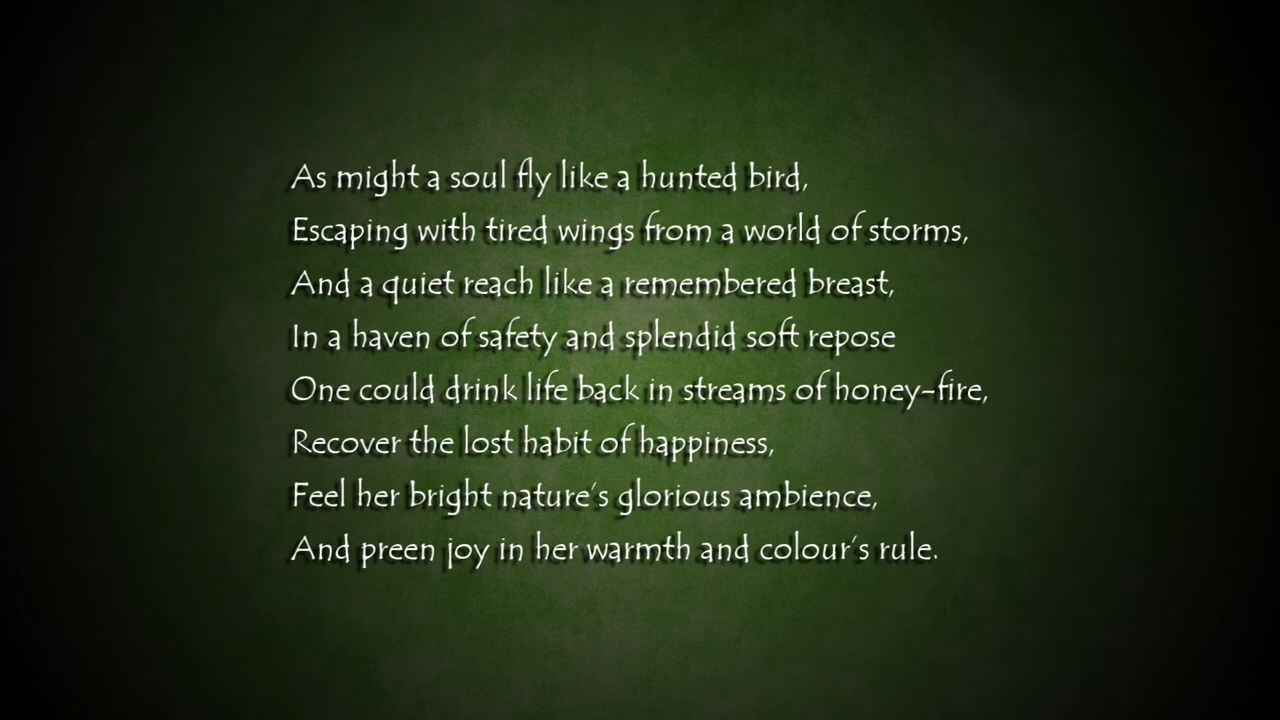 As might a soul fly like a hunted bird,
Escaping with tired wings from a world of storms,
And a quiet reach like a remembered breast,
In a haven of safety and splendid soft repose
One could drink life back in streams of honey-fire,
Recover the lost habit of happiness,
Feel her bright nature's glorious ambience,
And preen joy in her warmth and colour's rule.